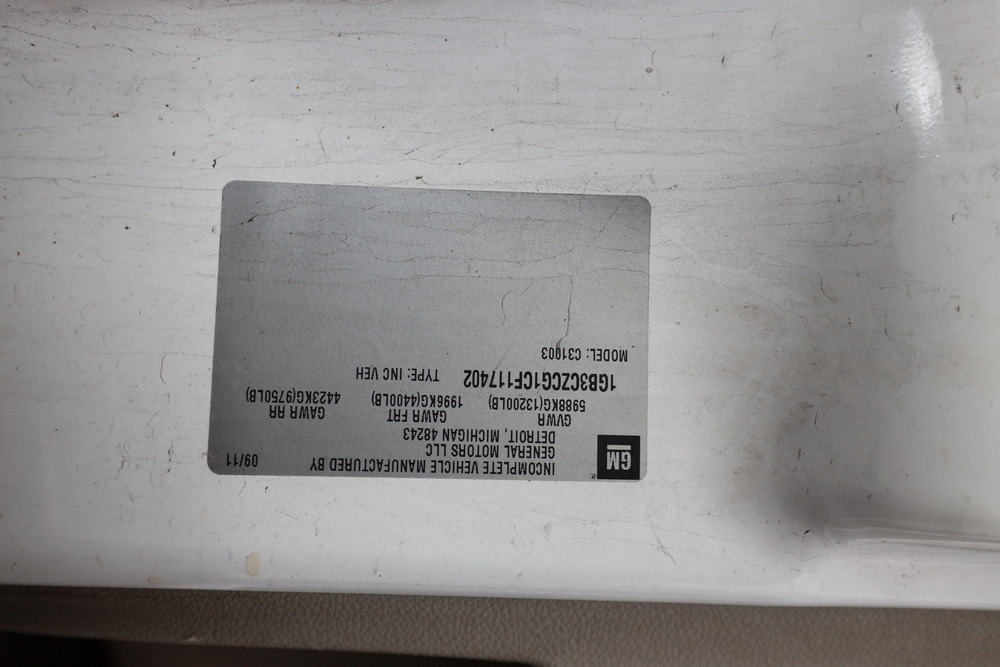 GM
INCOMPLETE VEHICLE MANUFACTURED BY 09/11
GENERAL MOTORS LLC
DETROIT, MICHIGAN 48243
GVWR GAWR FRT GAWR RR
5988KG(13200LB) 1996KG(4400LB) 4423KG(9750LB)
1GB3CZCG1CF117402 TYPE: INC VEH
MODEL: C31003